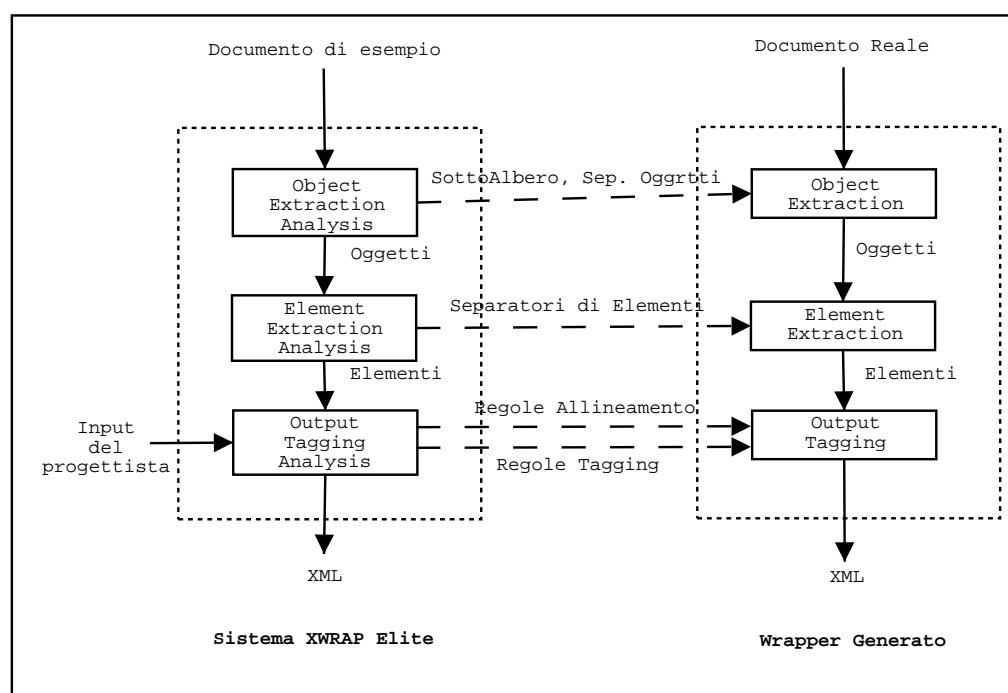 Documento di esempio
Documento Reale
Object
Extraction
Analysis
SottoAlbero, Sep. Oggrtti
Object
Extraction
Oggetti
Oggetti
Element
Extraction
Analysis
Separatori di Elementi
Element
Extraction
Elementi
Elementi
Input
del
progettista
Output
Tagging
Analysis
Regole Allineamento
Regole Tagging
Output
Tagging
XML
XML
Sistema XWRAP Elite
Wrapper Generato